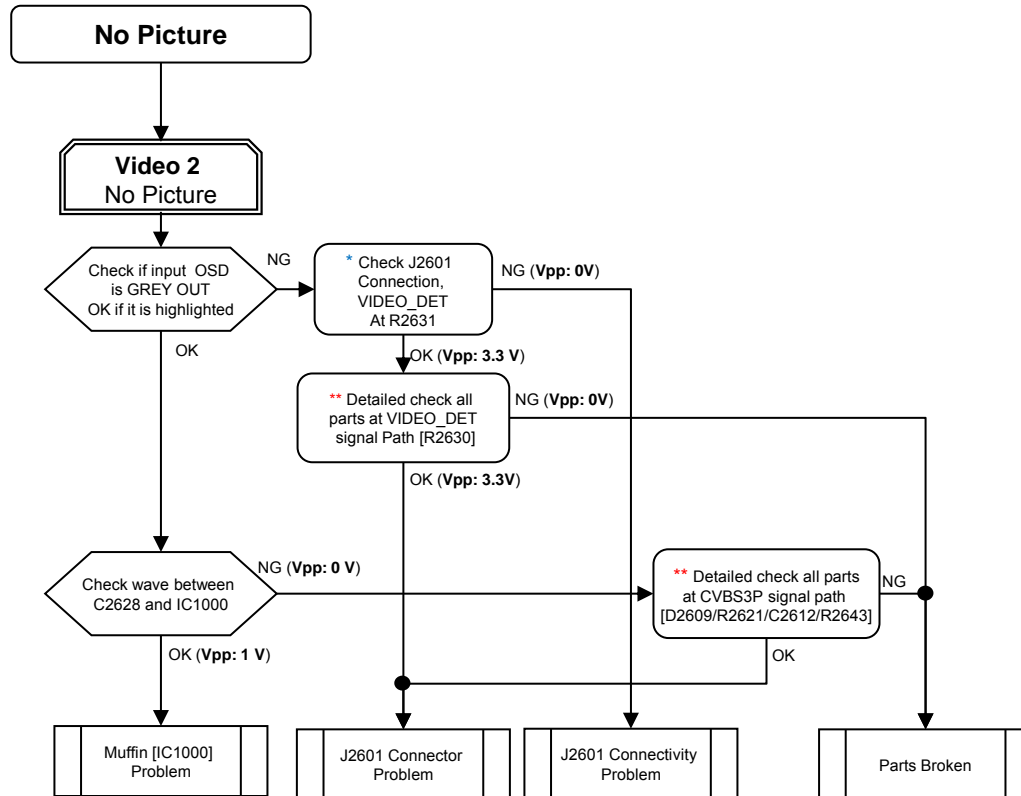 No Picture
Video 2
No Picture
Check if input OSD
is GREY OUT
OK if it is highlighted
NG
* Check J2601
Connection,
VIDEO_DET
At R2631
NG (Vpp: 0V)
OK
OK (Vpp: 3.3 V)
** Detailed check all
parts at VIDEO_DET
signal Path [R2630]
NG (Vpp: 0V)
OK (Vpp: 3.3V)
Check wave between
C2628 and IC1000
NG (Vpp: 0 V)
** Detailed check all parts
at CVBS3P signal path
[D2609/R2621/C2612/R2643]
NG
OK (Vpp: 1 V)
OK
Muffin [IC1000]
Problem
J2601 Connector
Problem
J2601 Connectivity
Problem
Parts Broken